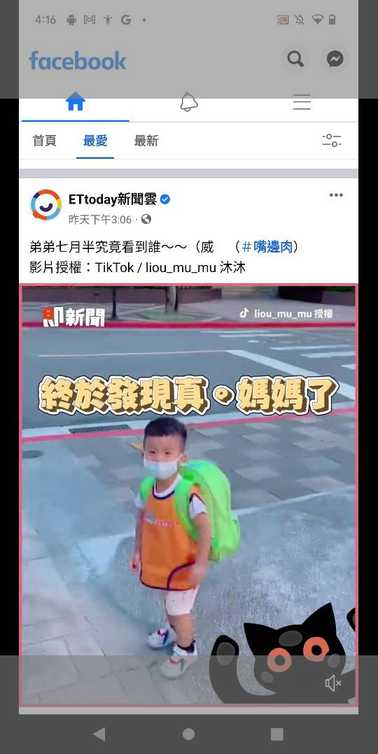 4:16
facebook
首頁
最愛
最新
ETtoday新聞雲
昨天下午3:06
弟弟七月半究竟看到誰～～（威　（＃嘴邊肉）
影片授權：TikTok / liou_mu_mu 沐沐
即新聞
liou_mu_mu 授權
終於發現真。媽媽了